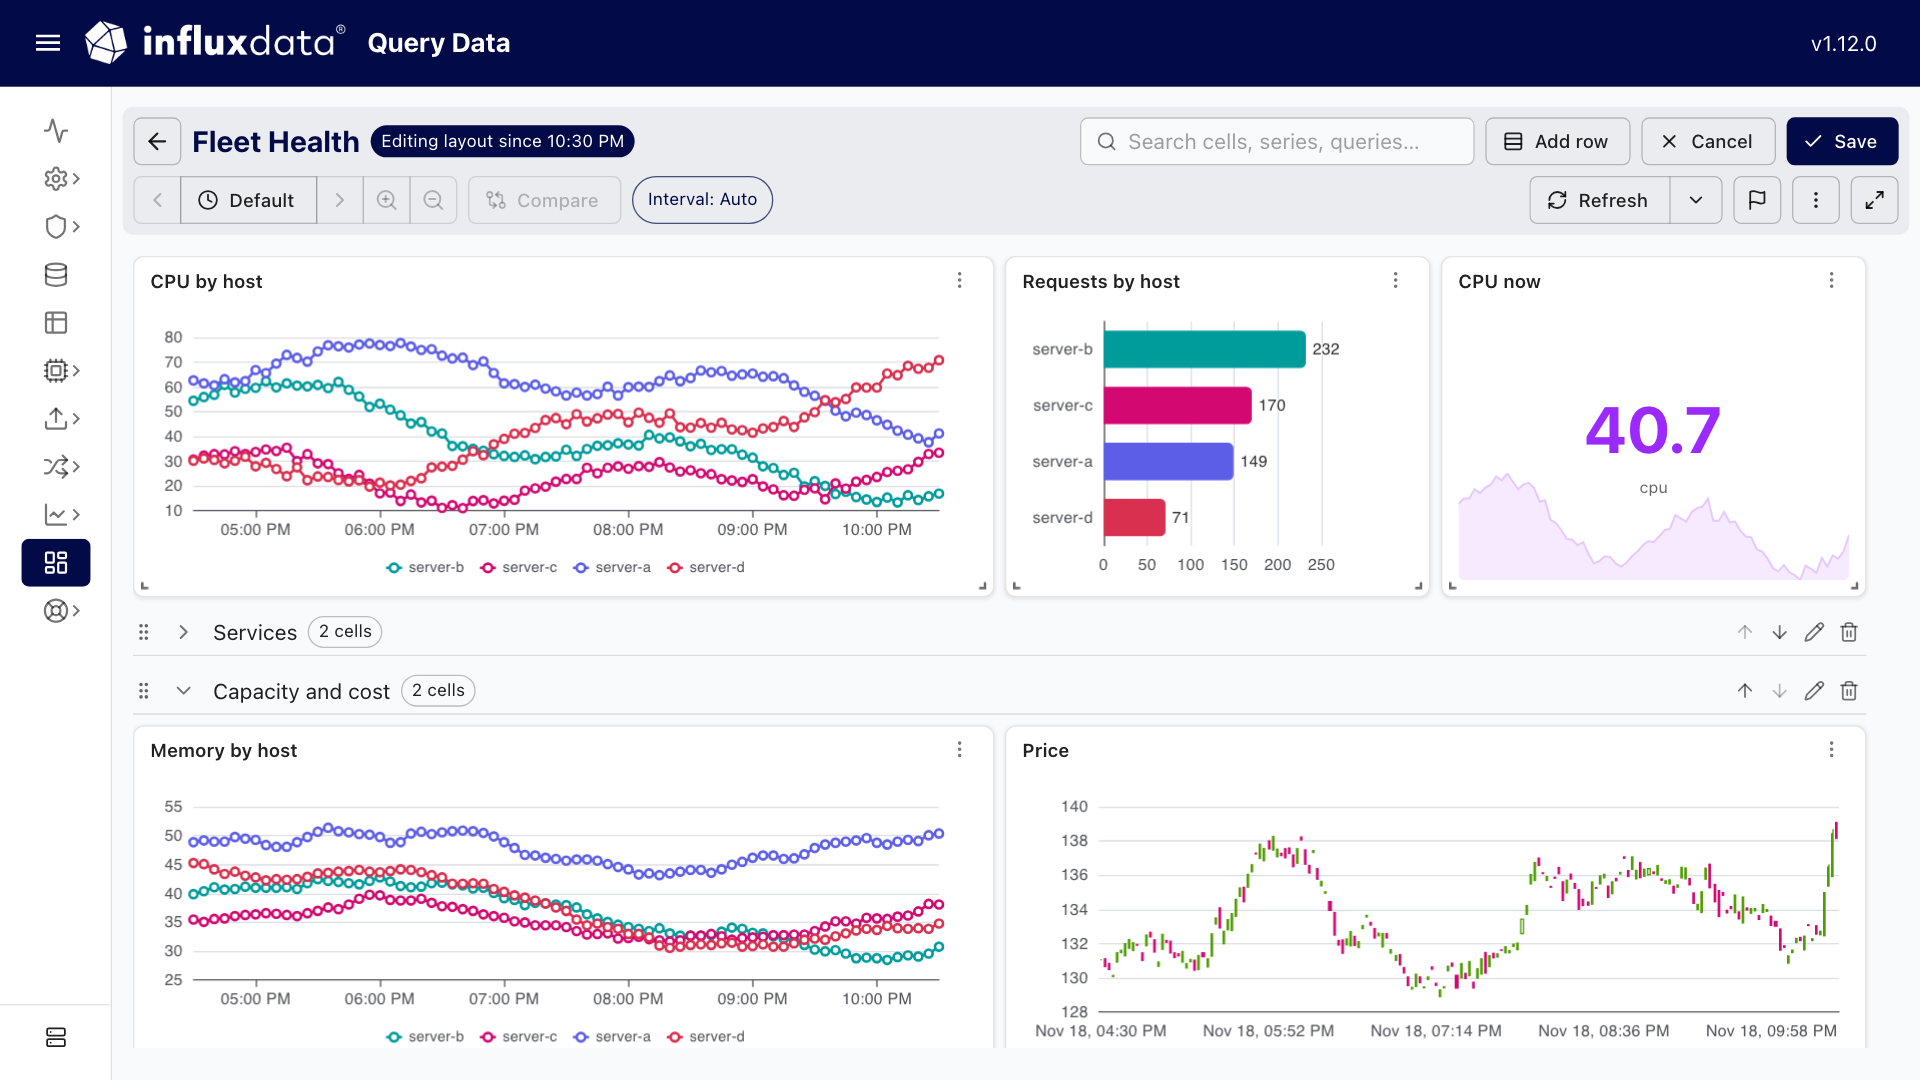 influxdata® Query Data
v1.12.0
Fleet Health
Editing layout since 10:30 PM
Search cells, series, queries...
Add row
Cancel
Save
Default
Compare
Interval: Auto
Refresh
CPU by host
80
70
60
50
40
30
20
10
05:00 PM 06:00 PM 07:00 PM 08:00 PM 09:00 PM 10:00 PM
server-b server-c server-a server-d
Requests by host
server-b 232
server-c 170
server-a 149
server-d 71
0 50 100 150 200 250
CPU now
40.7
cpu
Services 2 cells
Capacity and cost 2 cells
Memory by host
55
50
45
40
35
30
25
05:00 PM 06:00 PM 07:00 PM 08:00 PM 09:00 PM 10:00 PM
server-b server-c server-a server-d
Price
140
138
136
134
132
130
128
Nov 18, 04:30 PM Nov 18, 05:52 PM Nov 18, 07:14 PM Nov 18, 08:36 PM Nov 18, 09:58 PM